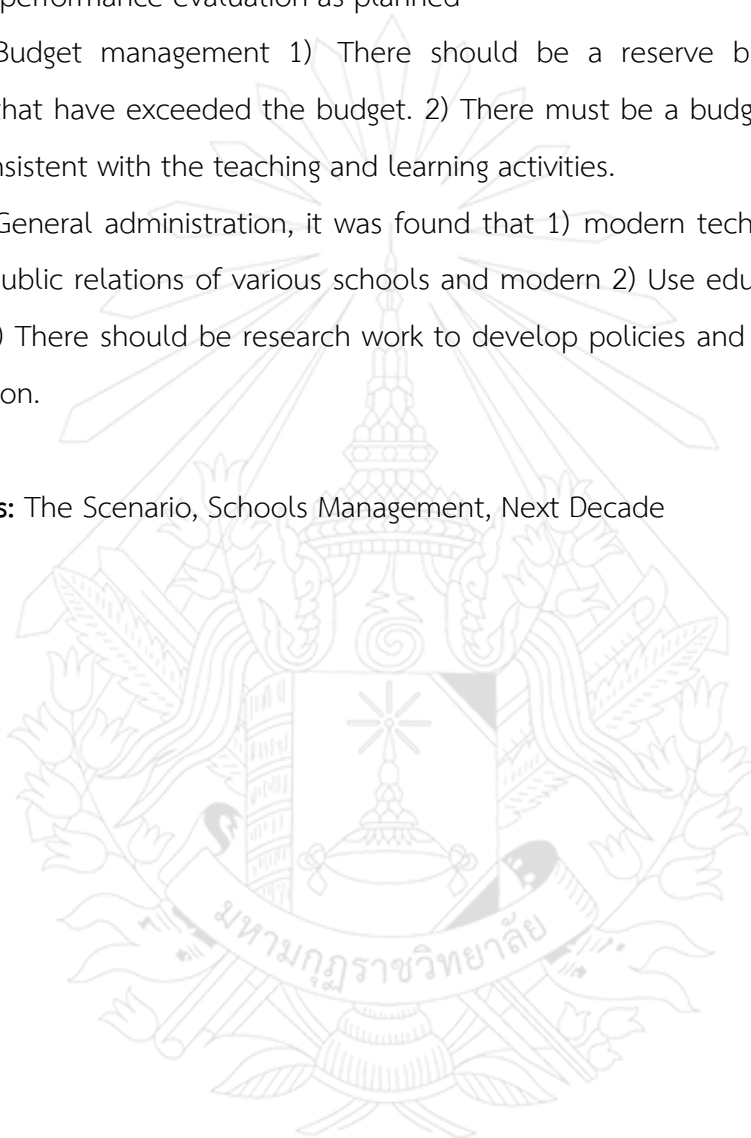 performance evaluation as planned
Budget management 1) There should be a reserve b
hat have exceeded the budget. 2) There must be a budg
nsistent with the teaching and learning activities.
General administration, it was found that 1) modern tech
ublic relations of various schools and modern 2) Use edu
) There should be research work to develop policies and
on.
s: The Scenario, Schools Management, Next Decade
มหามกุฏราชวิทยาลัย